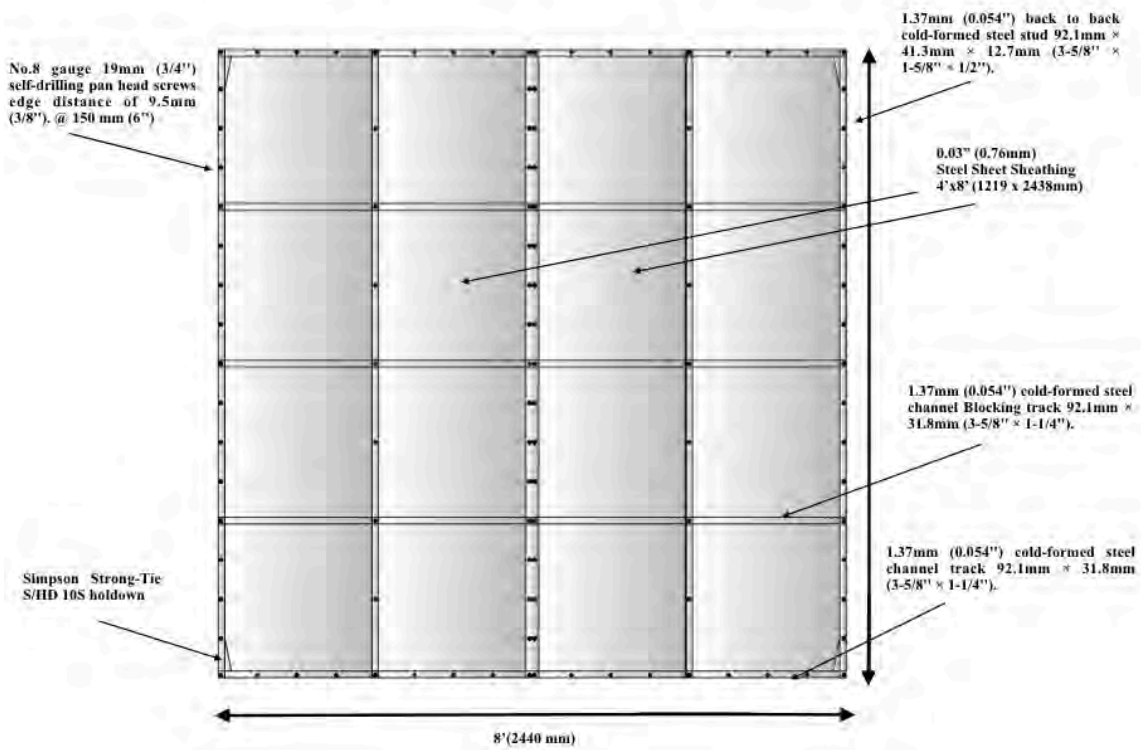 1.37mm (0.054'') back to back
cold-formed steel stud 92.1mm ×
41.3mm × 12.7mm (3-5/8'' ×
1-5/8'' × 1/2'').
No.8 gauge 19mm (3/4'')
self-drilling pan head screws
edge distance of 9.5mm
(3/8''). @ 150 mm (6'')
0.03" (0.76mm)
Steel Sheet Sheathing
4'x8' (1219 x 2438mm)
1.37mm (0.054'') cold-formed steel
channel Blocking track 92.1mm ×
31.8mm (3-5/8'' × 1-1/4'').
1.37mm (0.054'') cold-formed steel
channel track 92.1mm × 31.8mm
(3-5/8'' × 1-1/4'').
Simpson Strong-Tie
S/HD 10S holdown
8'(2440 mm)